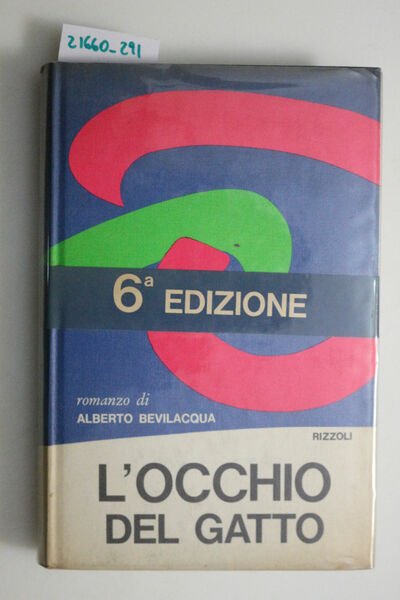 21660_291
6a EDIZIONE
romanzo di
ALBERTO BEVILACQUA
RIZZOLI
L'OCCHIO
DEL GATTO